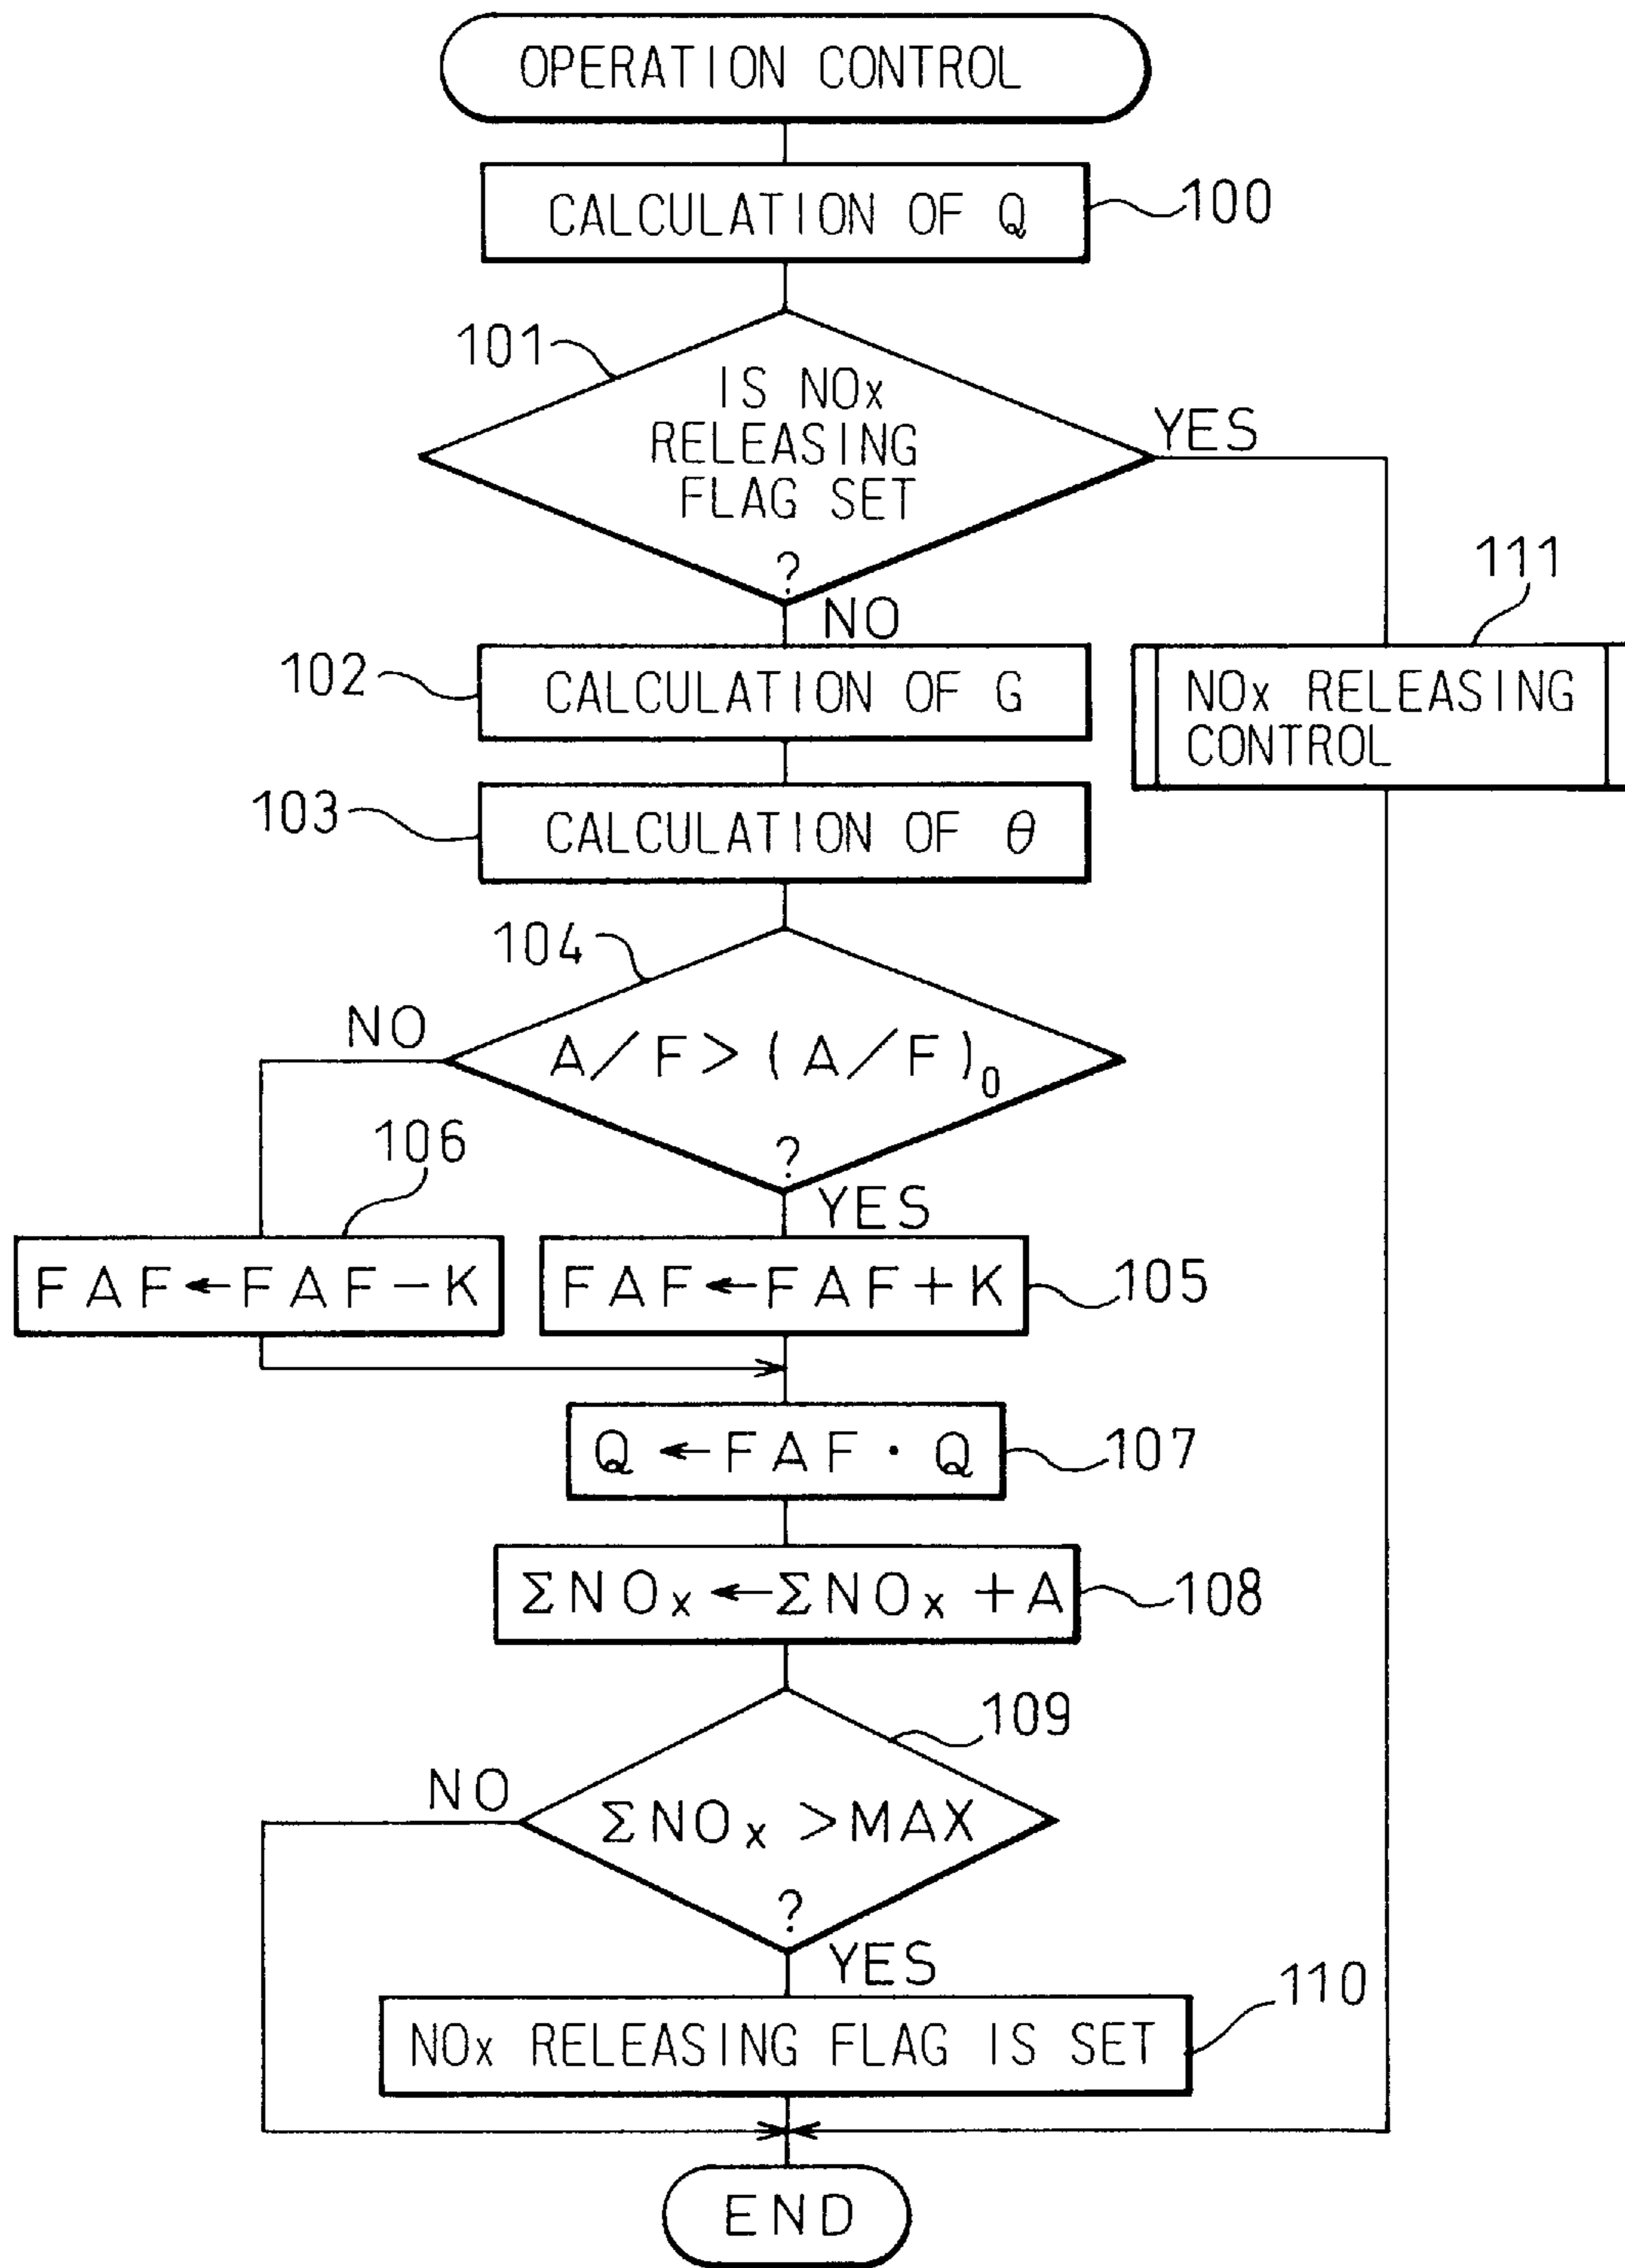 OPERATION CONTROL
CALCULATION OF Q
100
101
IS NOx
RELEASING
FLAG SET
?
YES
NO
111
102
CALCULATION OF G
NOx RELEASING
CONTROL
103
CALCULATION OF θ
104
NO
A/F>(A/F)₀
?
YES
106
FAF←FAF-K
FAF←FAF+K
105
Q←FAF・Q
107
ΣNOx←ΣNOx+A
108
109
NO
ΣNOx>MAX
?
YES
110
NOx RELEASING FLAG IS SET
END